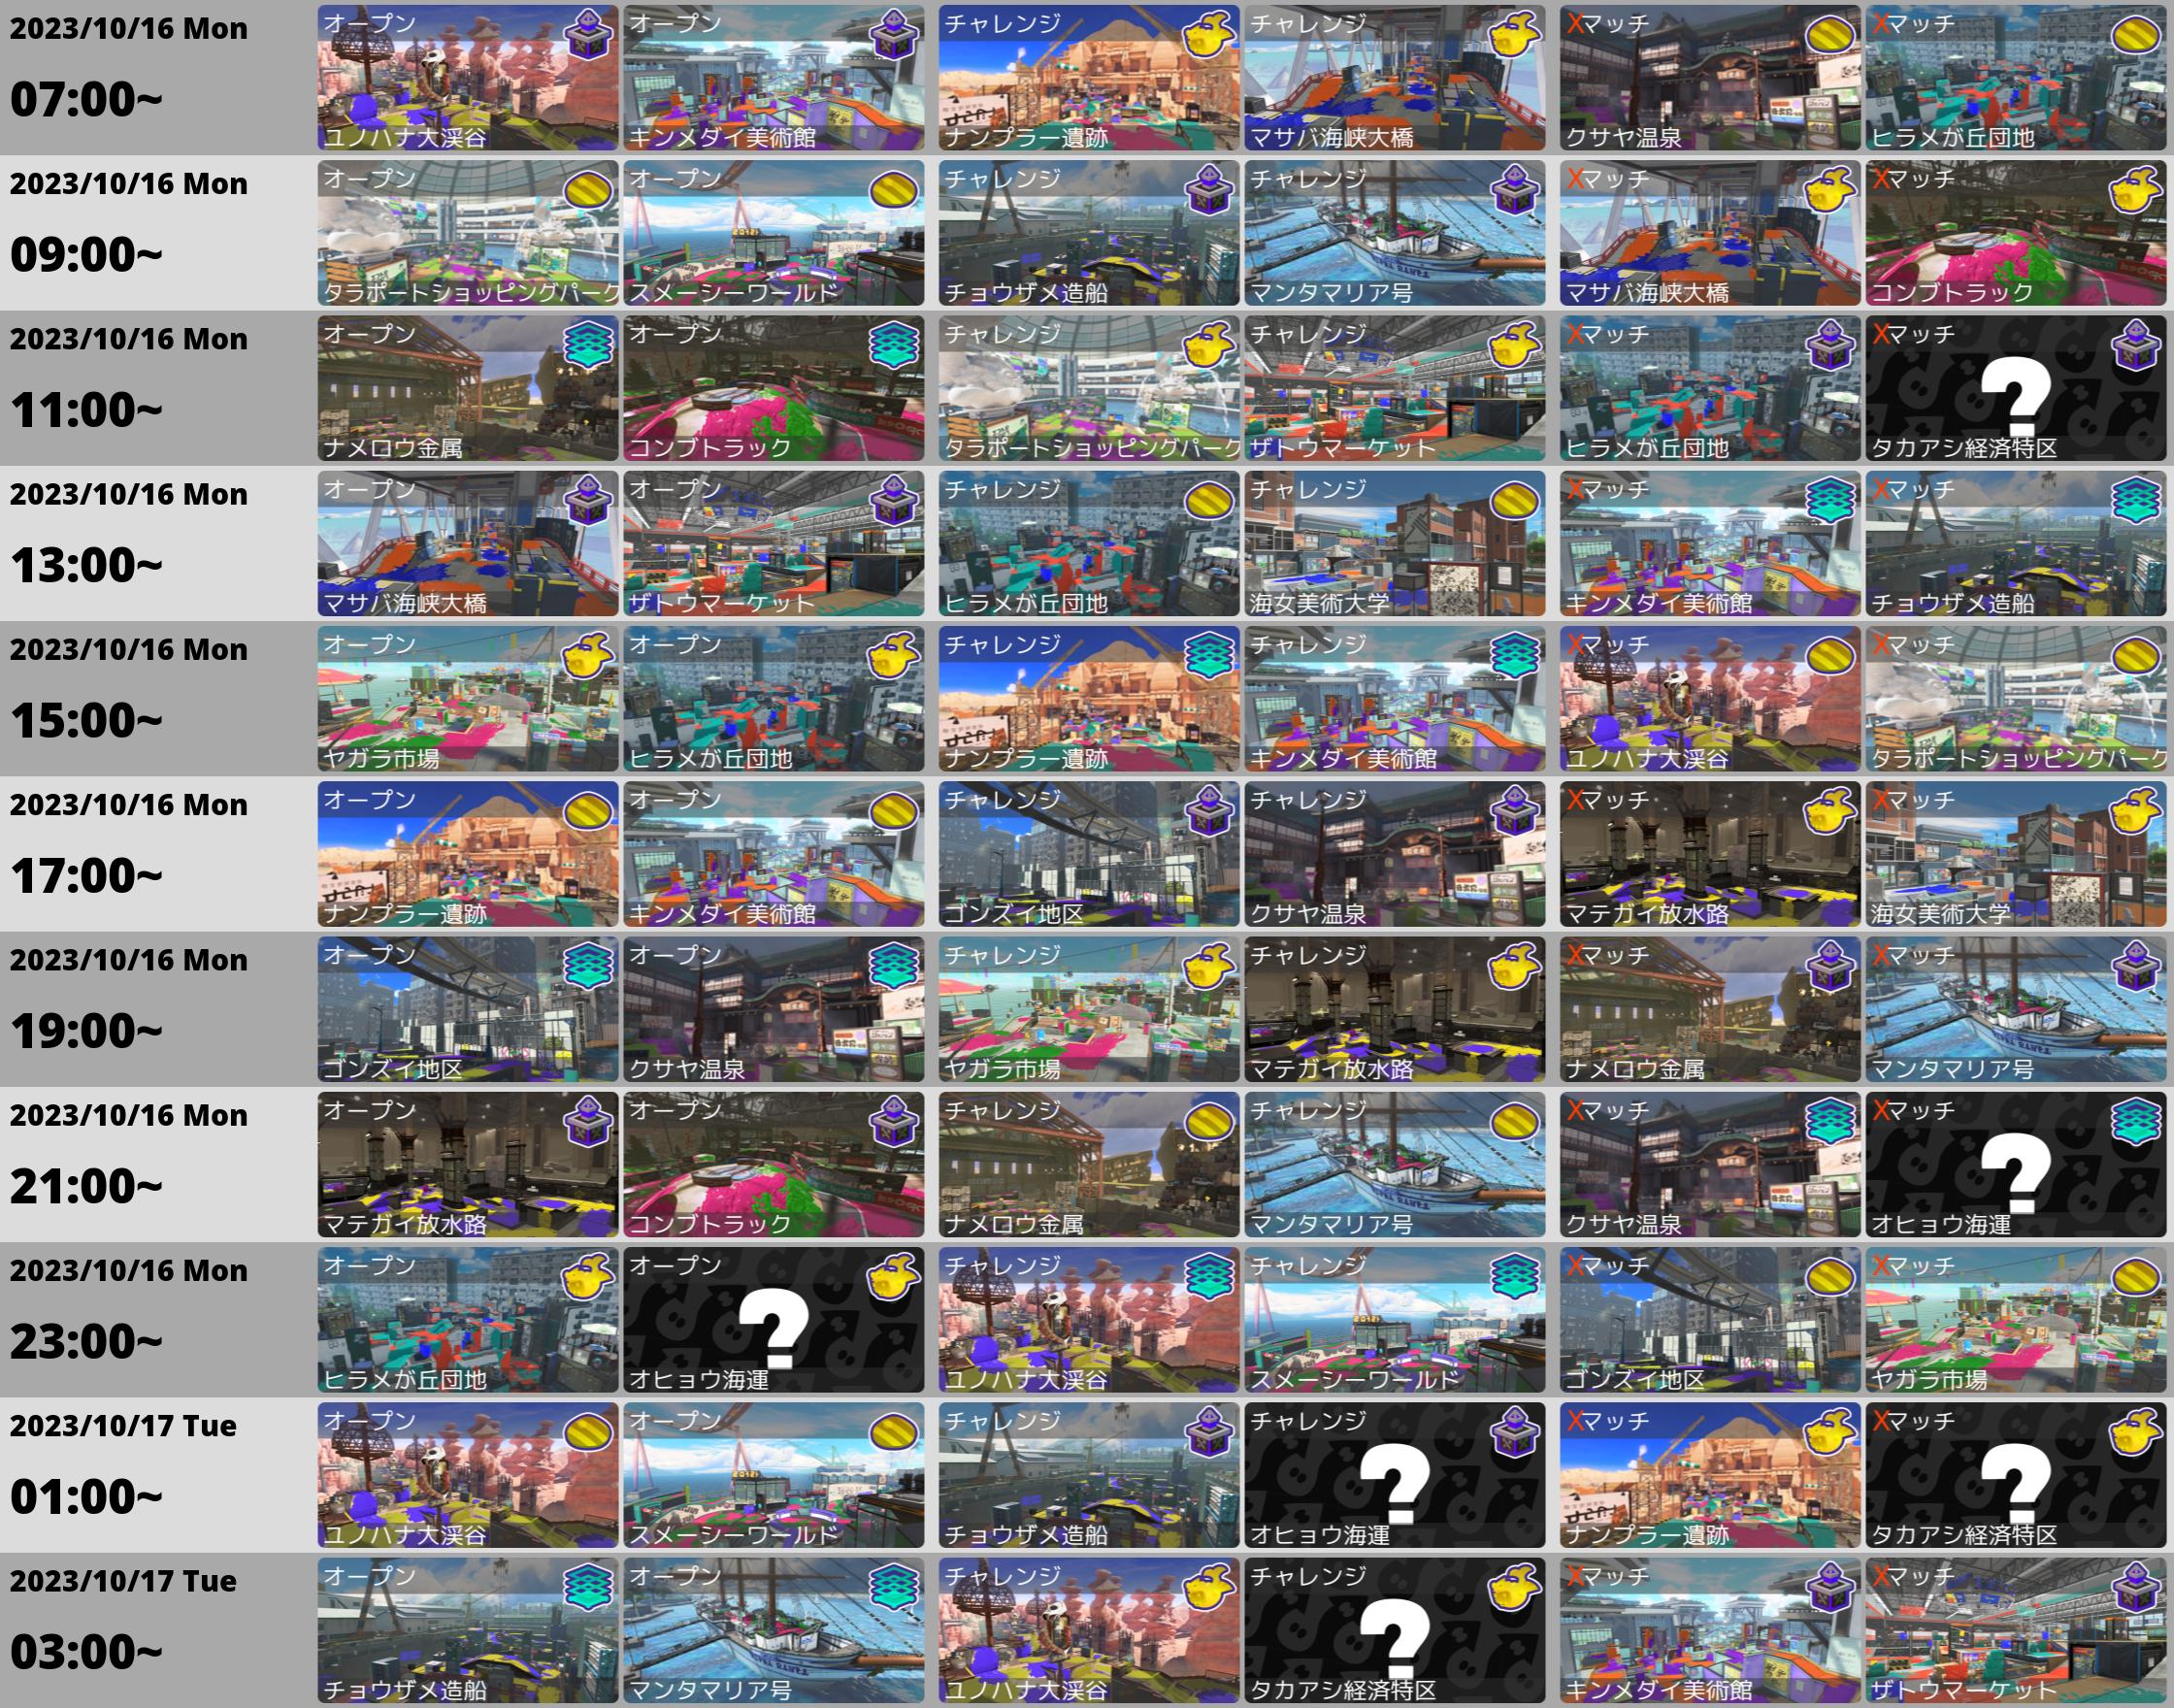 2023/10/16 Mon
07:00~
オープン
ユノハナ大渓谷
オープン
キンメダイ美術館
チャレンジ
ナンプラー遺跡
チャレンジ
マサバ海峡大橋
Xマッチ
クサヤ温泉
Xマッチ
ヒラメが丘団地
2023/10/16 Mon
09:00~
オープン
タラポートショッピングパーク
オープン
スメーシーワールド
チャレンジ
チョウザメ造船
チャレンジ
マンタマリア号
Xマッチ
マサバ海峡大橋
Xマッチ
コンブトラック
2023/10/16 Mon
11:00~
オープン
ナメロウ金属
オープン
コンブトラック
チャレンジ
タラポートショッピングパーク
チャレンジ
ザトウマーケット
Xマッチ
ヒラメが丘団地
Xマッチ
?
タカアシ経済特区
2023/10/16 Mon
13:00~
オープン
マサバ海峡大橋
オープン
ザトウマーケット
チャレンジ
ヒラメが丘団地
チャレンジ
海女美術大学
Xマッチ
キンメダイ美術館
Xマッチ
チョウザメ造船
2023/10/16 Mon
15:00~
オープン
ヤガラ市場
オープン
ヒラメが丘団地
チャレンジ
ナンプラー遺跡
チャレンジ
キンメダイ美術館
Xマッチ
ユノハナ大渓谷
Xマッチ
タラポートショッピングパーク
2023/10/16 Mon
17:00~
オープン
ナンプラー遺跡
オープン
キンメダイ美術館
チャレンジ
ゴンズイ地区
チャレンジ
クサヤ温泉
Xマッチ
マテガイ放水路
Xマッチ
海女美術大学
2023/10/16 Mon
19:00~
オープン
ゴンズイ地区
オープン
クサヤ温泉
チャレンジ
ヤガラ市場
チャレンジ
マテガイ放水路
Xマッチ
ナメロウ金属
Xマッチ
マンタマリア号
2023/10/16 Mon
21:00~
オープン
マテガイ放水路
オープン
コンブトラック
チャレンジ
ナメロウ金属
チャレンジ
マンタマリア号
Xマッチ
クサヤ温泉
Xマッチ
?
オヒョウ海運
2023/10/16 Mon
23:00~
オープン
ヒラメが丘団地
オープン
?
オヒョウ海運
チャレンジ
ユノハナ大渓谷
チャレンジ
スメーシーワールド
Xマッチ
ゴンズイ地区
Xマッチ
ヤガラ市場
2023/10/17 Tue
01:00~
オープン
ユノハナ大渓谷
オープン
スメーシーワールド
チャレンジ
チョウザメ造船
チャレンジ
?
オヒョウ海運
Xマッチ
ナンプラー遺跡
Xマッチ
?
タカアシ経済特区
2023/10/17 Tue
03:00~
オープン
チョウザメ造船
オープン
マンタマリア号
チャレンジ
ユノハナ大渓谷
チャレンジ
?
タカアシ経済特区
Xマッチ
キンメダイ美術館
Xマッチ
ザトウマーケット